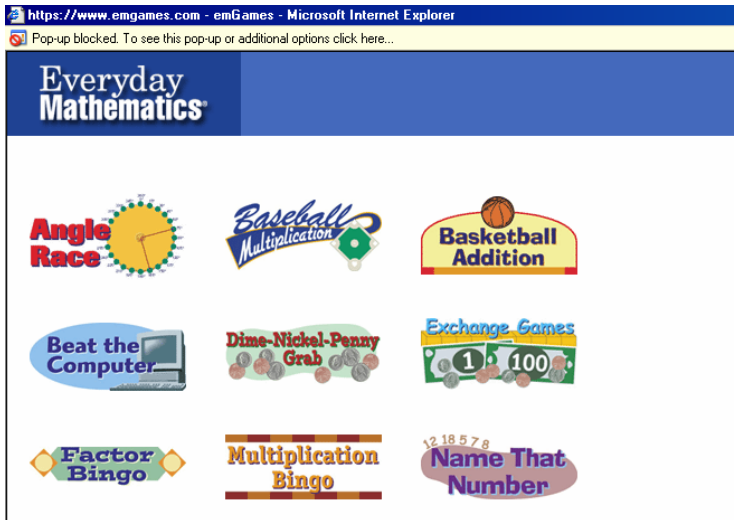 https://www.emgames.com - emGames - Microsoft Internet Explorer
Pop-up blocked. To see this pop-up or additional options click here...
Everyday
Mathematics®
Angle
Race
Baseball
Multiplication
Basketball
Addition
Beat the
Computer
Dime-Nickel-Penny
Grab
Exchange Games
1 100
Factor
Bingo
Multiplication
Bingo
12 18 5 7 8
Name That
Number